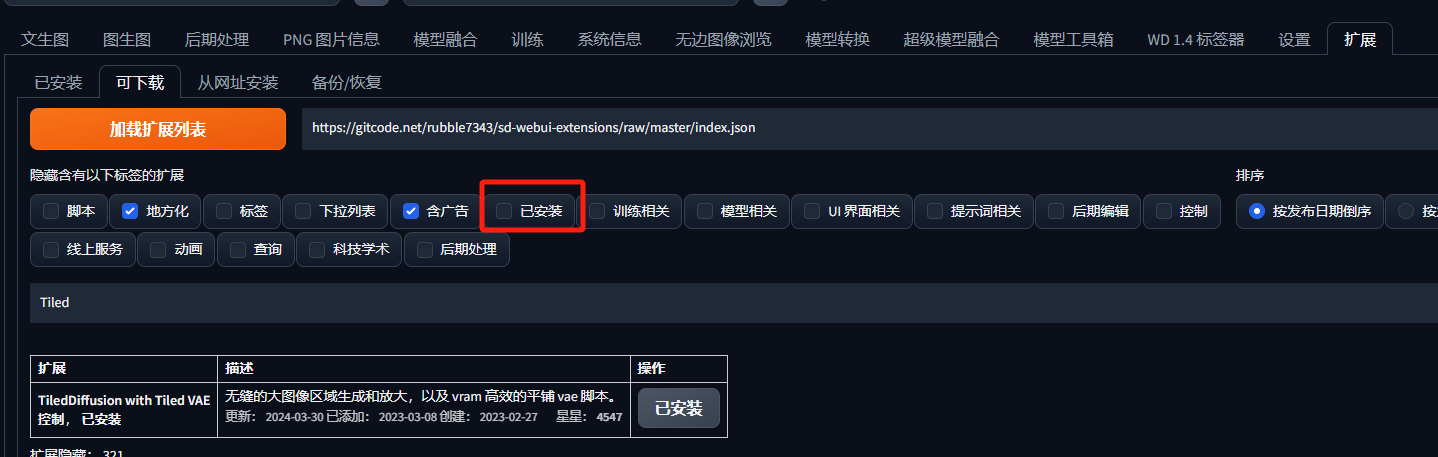 文生图 图生图 后期处理 PNG 图片信息 模型融合 训练 系统信息 无边图像浏览 模型转换 超级模型融合 模型工具箱 WD 1.4 标签器 设置 扩展
已安装 可下载 从网址安装 备份/恢复
加载扩展列表 https://gitcode.net/rubble7343/sd-webui-extensions/raw/master/index.json
隐藏含有以下标签的扩展 排序
脚本 地方化 标签 下拉列表 含广告 已安装 训练相关 模型相关 UI 界面相关 提示词相关 后期编辑 控制 按发布日期倒序
线上服务 动画 查询 科技学术 后期处理
Tiled
扩展 描述 操作
TiledDiffusion with Tiled VAE 无缝的大图像区域生成和放大，以及 vram 高效的平铺 vae 脚本。
控制， 已安装 更新： 2024-03-30 已添加： 2023-03-08 创建： 2023-02-27 星星： 4547 已安装
扩展隐藏： 321